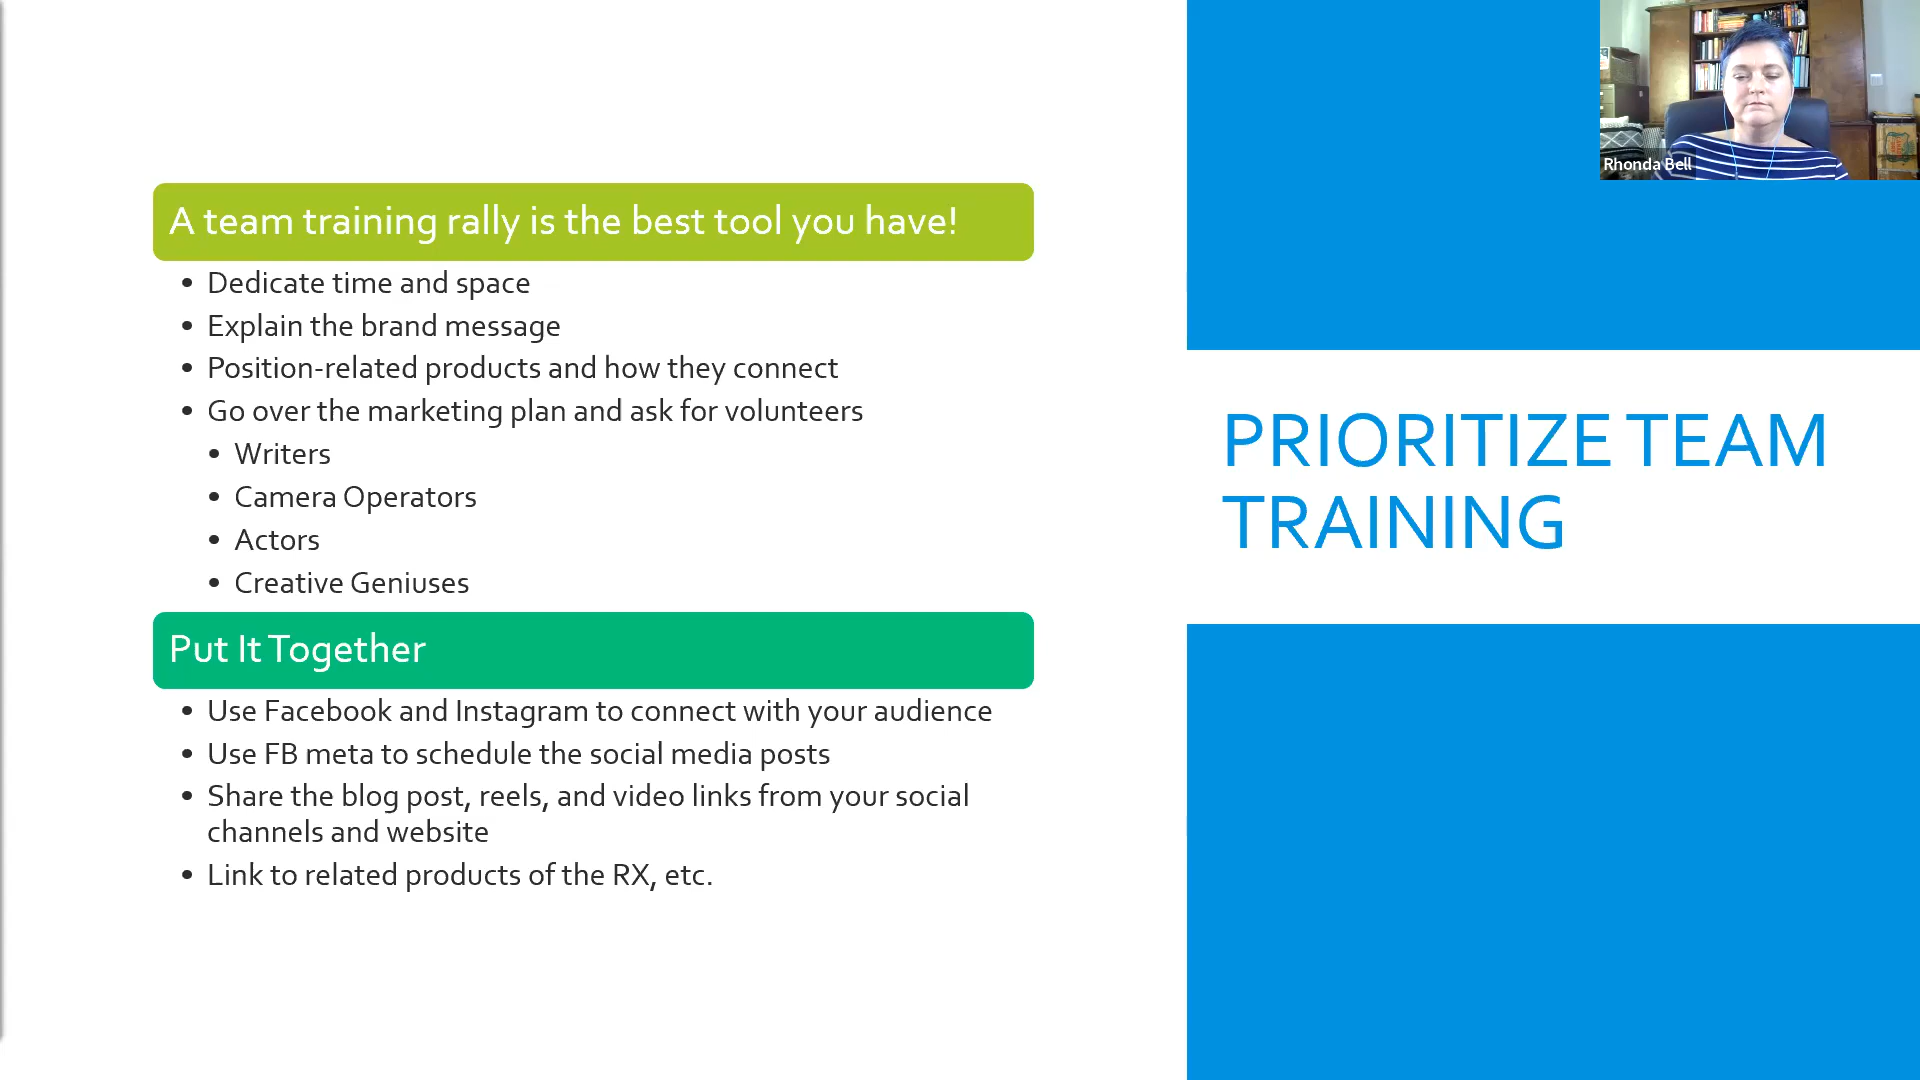 A team training rally is the best tool you have!
• Dedicate time and space
• Explain the brand message
• Position-related products and how they connect
• Go over the marketing plan and ask for volunteers
• Writers
• Camera Operators
• Actors
• Creative Geniuses
Put It Together
• Use Facebook and Instagram to connect with your audience
• Use FB meta to schedule the social media posts
• Share the blog post, reels, and video links from your social
channels and website
• Link to related products of the RX, etc.
PRIORITIZE TEAM
TRAINING
Rhonda Bell